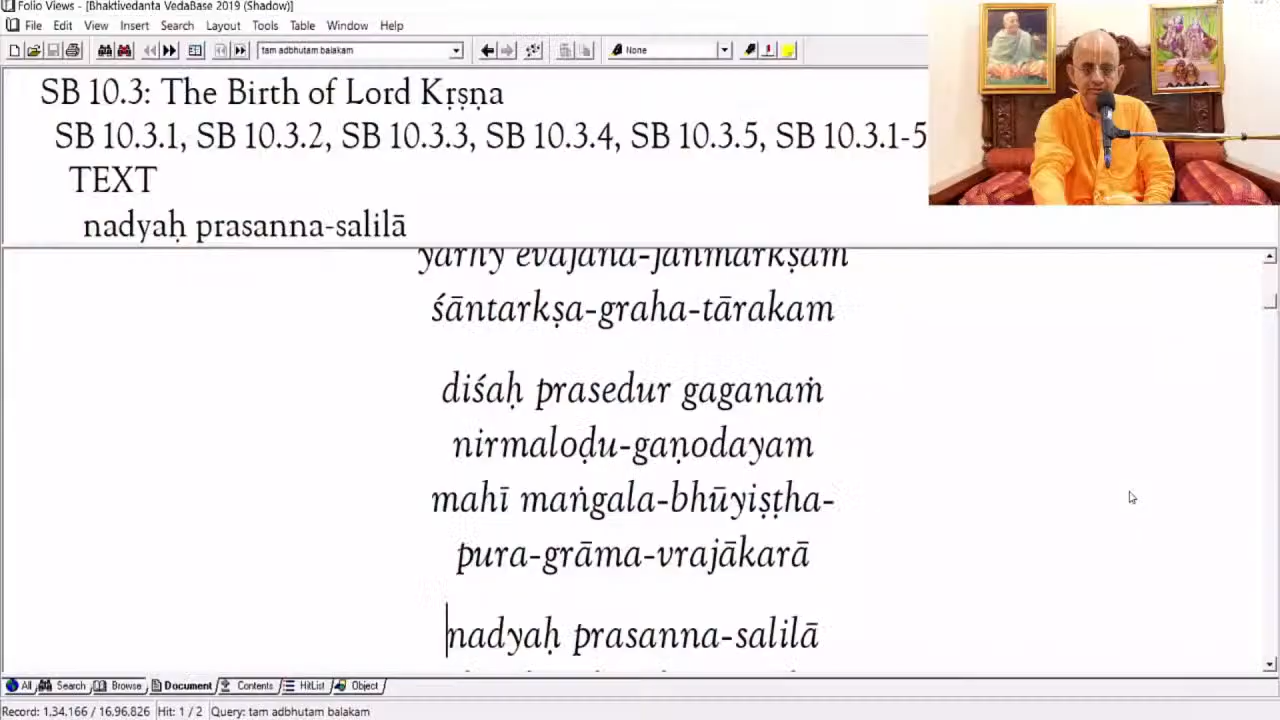 Folio Views - [Bhaktivedanta VedaBase 2019 (Shadow)]
File Edit View Insert Search Layout Tools Table Window Help
tam adbhutam balakam
None
SB 10.3: The Birth of Lord Kṛṣṇa
SB 10.3.1, SB 10.3.2, SB 10.3.3, SB 10.3.4, SB 10.3.5, SB 10.3.1-5
TEXT
nadyaḥ prasanna-salilā
yarhy evājana-janmarkṣaṁ
śāntarkṣa-graha-tārakam
diśaḥ prasedur gaganaṁ
nirmaloḍu-gaṇodayam
mahī maṅgala-bhūyiṣṭha-
pura-grāma-vrajākarā
nadyaḥ prasanna-salilā
All Search Browse Document Contents HitList Object
Record: 1,34,166 / 16,96,826 Hit: 1 / 2 Query: tam adbhutam balakam